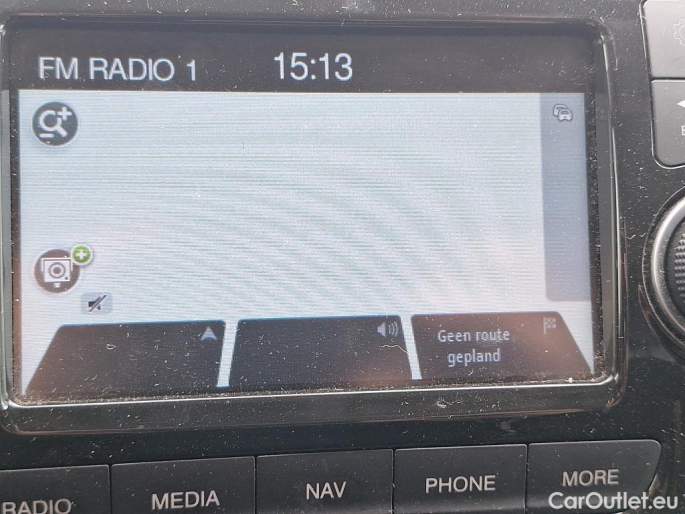 FM RADIO 1 15:13
Geen route
gepland
RADIO MEDIA NAV PHONE MORE
CarOutlet.eu